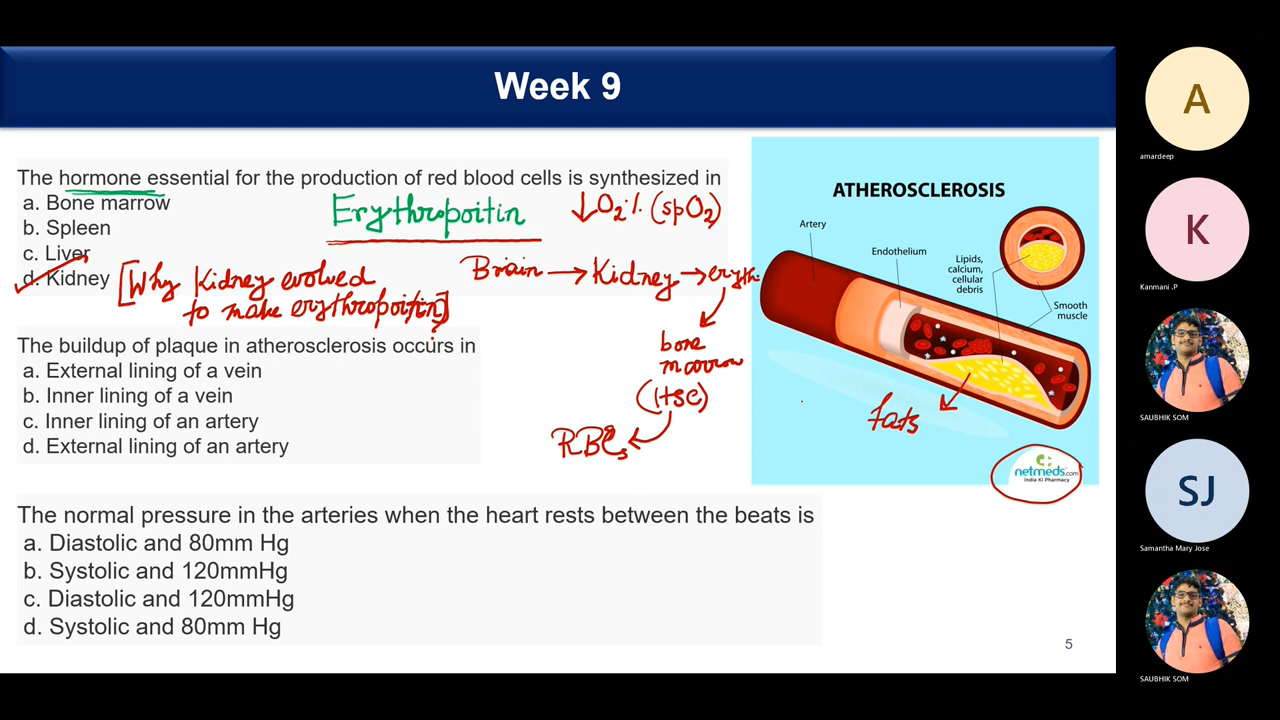 Week 9
The hormone essential for the production of red blood cells is synthesized in
a. Bone marrow
b. Spleen
c. Liver
d. Kidney
Erythropoitin
↓O2% (spO2)
[Why Kidney evolved
to make erythropoitin]
?
Brain → Kidney → eryth.
bone
marrow
(HSC)
RBCs
The buildup of plaque in atherosclerosis occurs in
a. External lining of a vein
b. Inner lining of a vein
c. Inner lining of an artery
d. External lining of an artery
The normal pressure in the arteries when the heart rests between the beats is
a. Diastolic and 80mm Hg
b. Systolic and 120mmHg
c. Diastolic and 120mmHg
d. Systolic and 80mm Hg
ATHEROSCLEROSIS
Artery
Endothelium
Lipids,
calcium,
cellular
debris
Smooth
muscle
fats
netmeds.com
India Ki Pharmacy
5
A
amardeep
K
Kanmani .P
SAUBHIK SOM
SJ
Samantha Mary Jose
SAUBHIK SOM